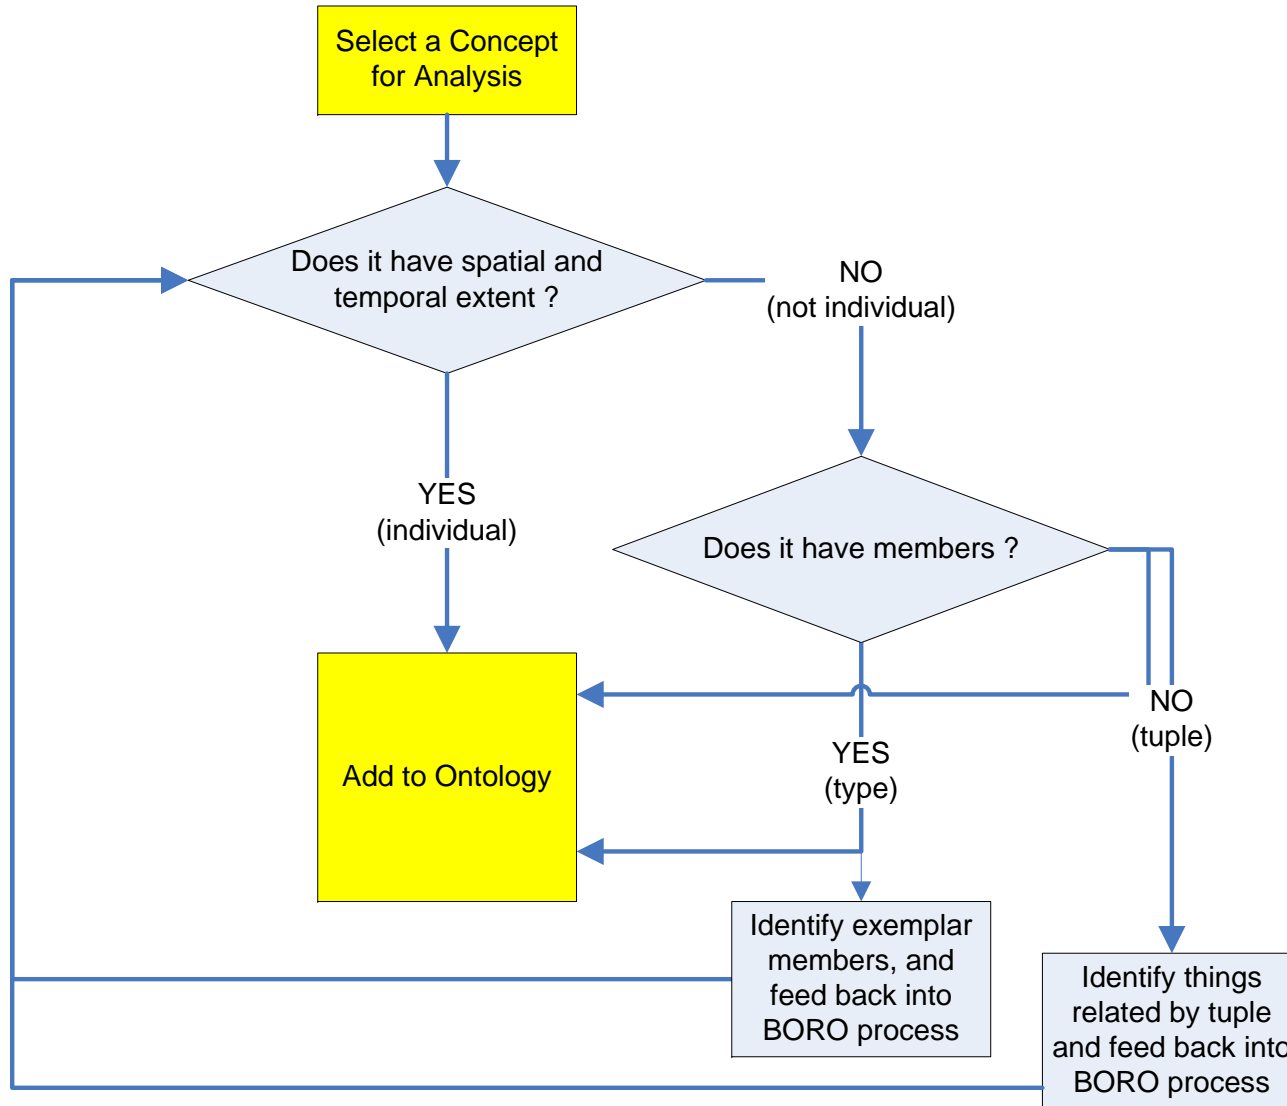 Select a Concept
for Analysis
Does it have spatial and
temporal extent ?
NO
(not individual)
YES
(individual)
Does it have members ?
NO
(tuple)
YES
(type)
Add to Ontology
Identify exemplar
members, and
feed back into
BORO process
Identify things
related by tuple
and feed back into
BORO process